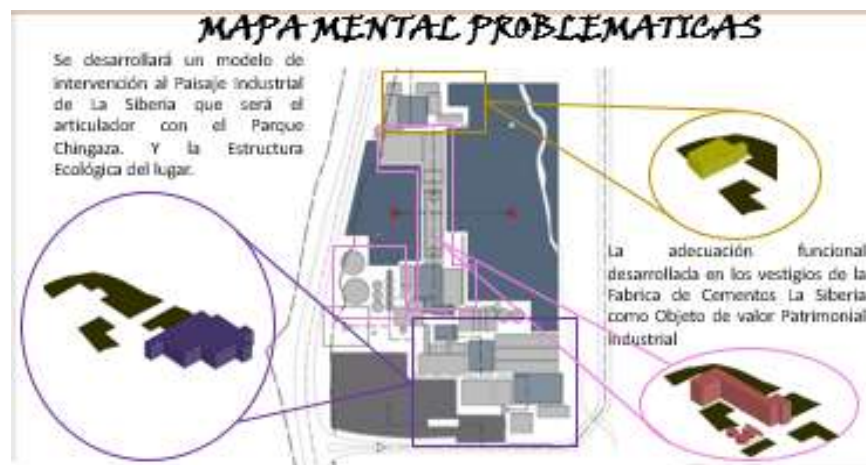 MAPA MENTAL PROBLEMATICAS
Se desarrollará un modelo de
intervención al Paisaje Industrial
de La Siberia que será el
articulador con el Parque
Chingaza. Y la Estructura
Ecológica del lugar.
La adecuación funcional
desarrollada en los vestigios de la
Fabrica de Cementos La Siberia
como Objeto de valor Patrimonial
Industrial